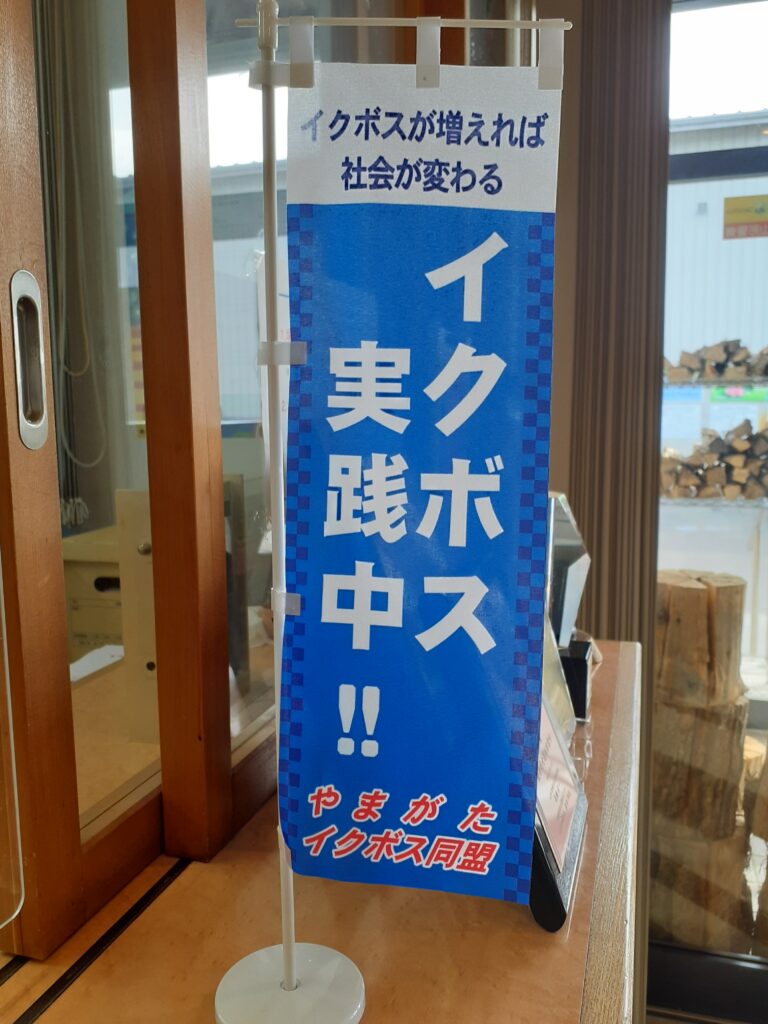 イクボスが増えれば
社会が変わる
イクボス
実践中!!
やまがた
イクボス同盟